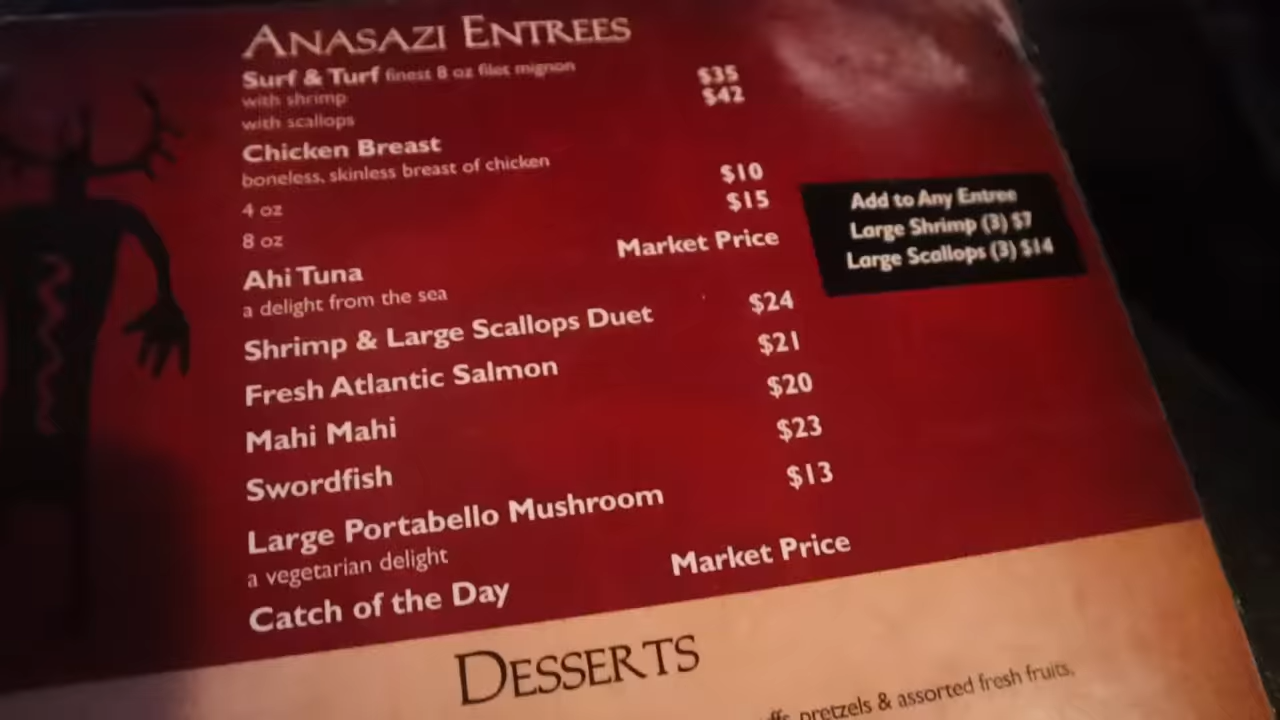 ANASAZI ENTREES
Surf & Turf finest 8 oz filet mignon
with shrimp $35
with scallops $42
Chicken Breast
boneless, skinless breast of chicken
4 oz $10
8 oz $15
Ahi Tuna Market Price
a delight from the sea
Shrimp & Large Scallops Duet $24
Fresh Atlantic Salmon $21
Mahi Mahi $20
Swordfish $23
Large Portabello Mushroom $13
a vegetarian delight
Catch of the Day Market Price
Add to Any Entree
Large Shrimp (3) $7
Large Scallops (3) $14
DESSERTS
pretzels & assorted fresh fruits,